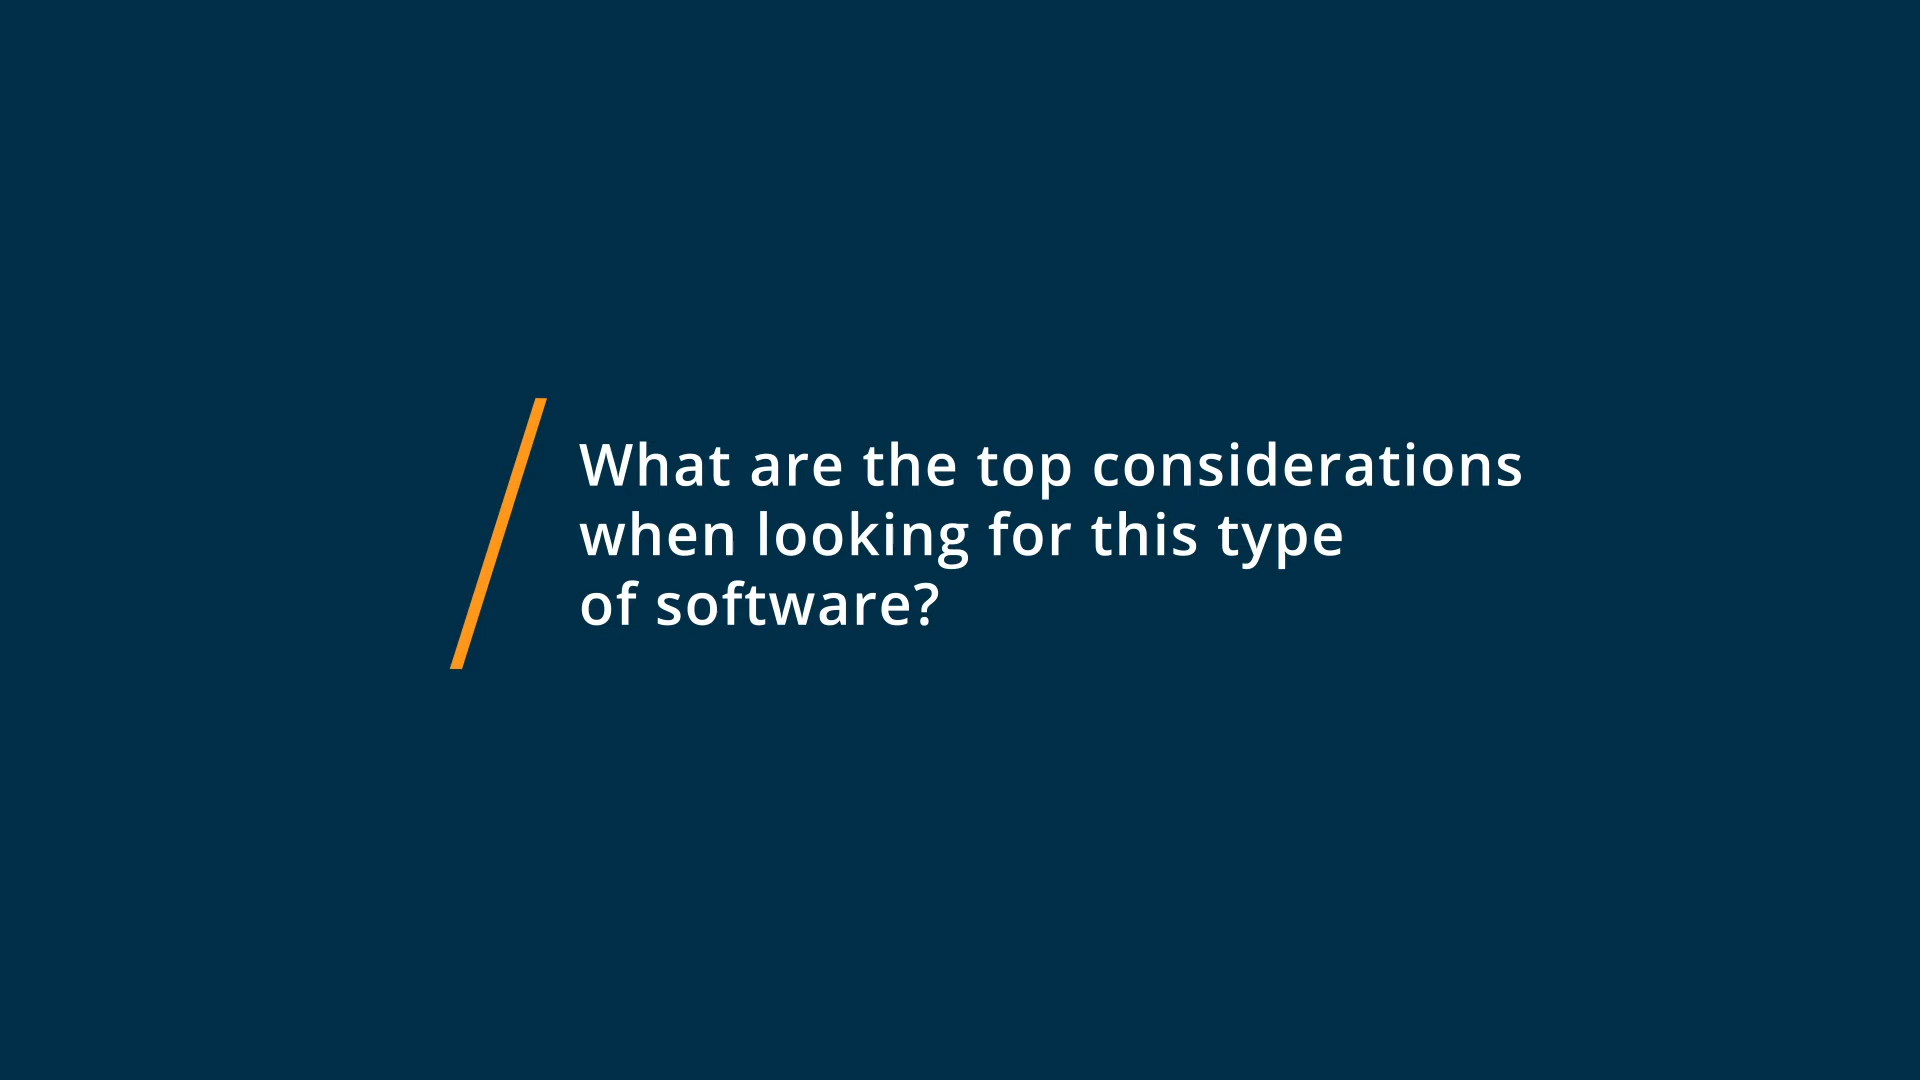 What are the top considerations
when looking for this type
of software?